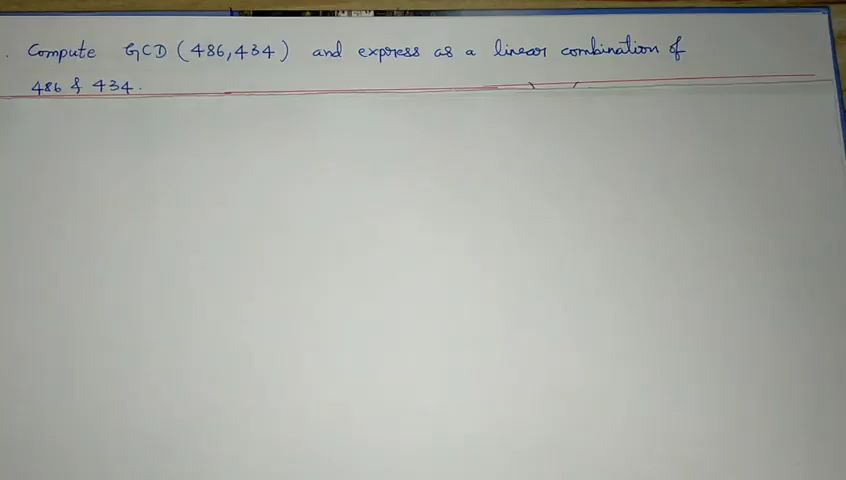 . Compute GCD (486,434) and express as a linear combination of
486 & 434.